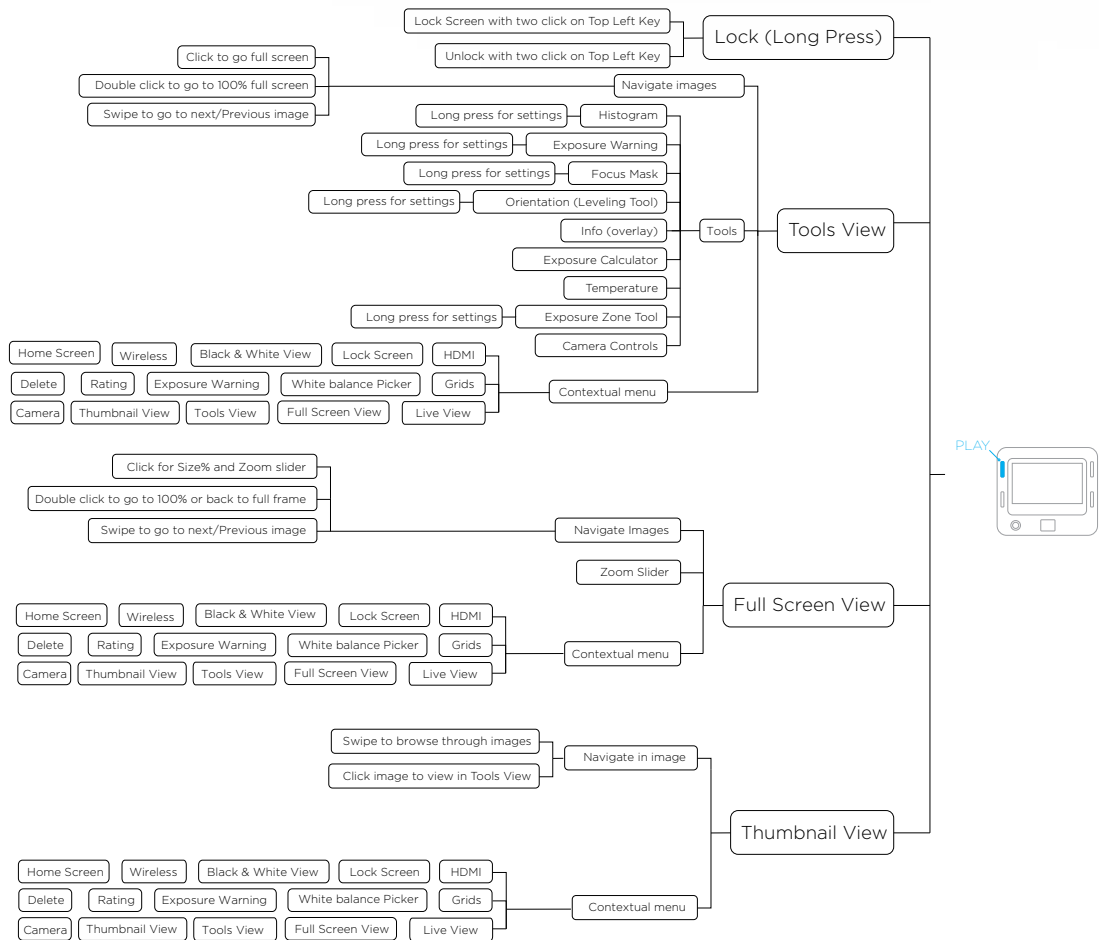 Lock Screen with two click on Top Left Key
Lock (Long Press)
Unlock with two click on Top Left Key
Click to go full screen
Double click to go to 100% full screen
Navigate images
Swipe to go to next/Previous image
Long press for settings
Histogram
Long press for settings
Exposure Warning
Long press for settings
Focus Mask
Long press for settings
Orientation (Leveling Tool)
Info (overlay)
Tools
Tools View
Exposure Calculator
Temperature
Long press for settings
Exposure Zone Tool
Camera Controls
Home Screen
Wireless
Black & White View
Lock Screen
HDMI
Delete
Rating
Exposure Warning
White balance Picker
Grids
Contextual menu
Camera
Thumbnail View
Tools View
Full Screen View
Live View
PLAY
Click for Size% and Zoom slider
Double click to go to 100% or back to full frame
Swipe to go to next/Previous image
Navigate Images
Zoom Slider
Full Screen View
Home Screen
Wireless
Black & White View
Lock Screen
HDMI
Delete
Rating
Exposure Warning
White balance Picker
Grids
Contextual menu
Camera
Thumbnail View
Tools View
Full Screen View
Live View
Swipe to browse through images
Navigate in image
Click image to view in Tools View
Thumbnail View
Home Screen
Wireless
Black & White View
Lock Screen
HDMI
Delete
Rating
Exposure Warning
White balance Picker
Grids
Contextual menu
Camera
Thumbnail View
Tools View
Full Screen View
Live View